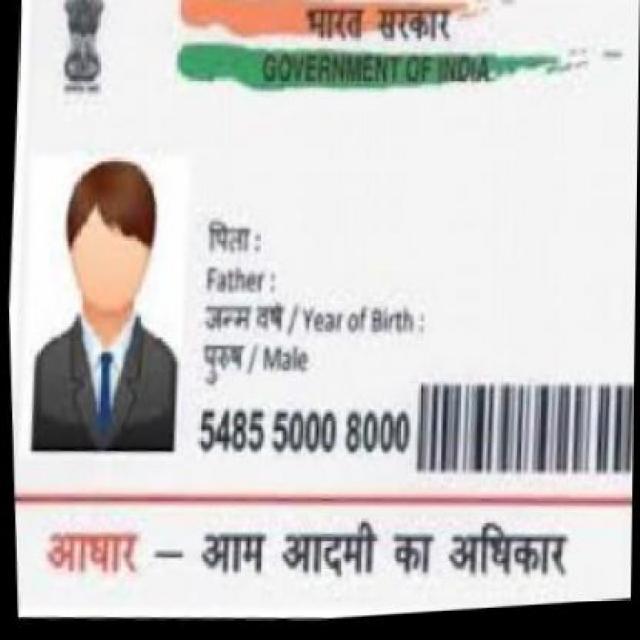 भारत सरकार
GOVERNMENT OF INDIA
पिता :
Father :
जन्म वर्ष / Year of Birth :
पुरुष / Male
5485 5000 8000
आधार – आम आदमी का अधिकार